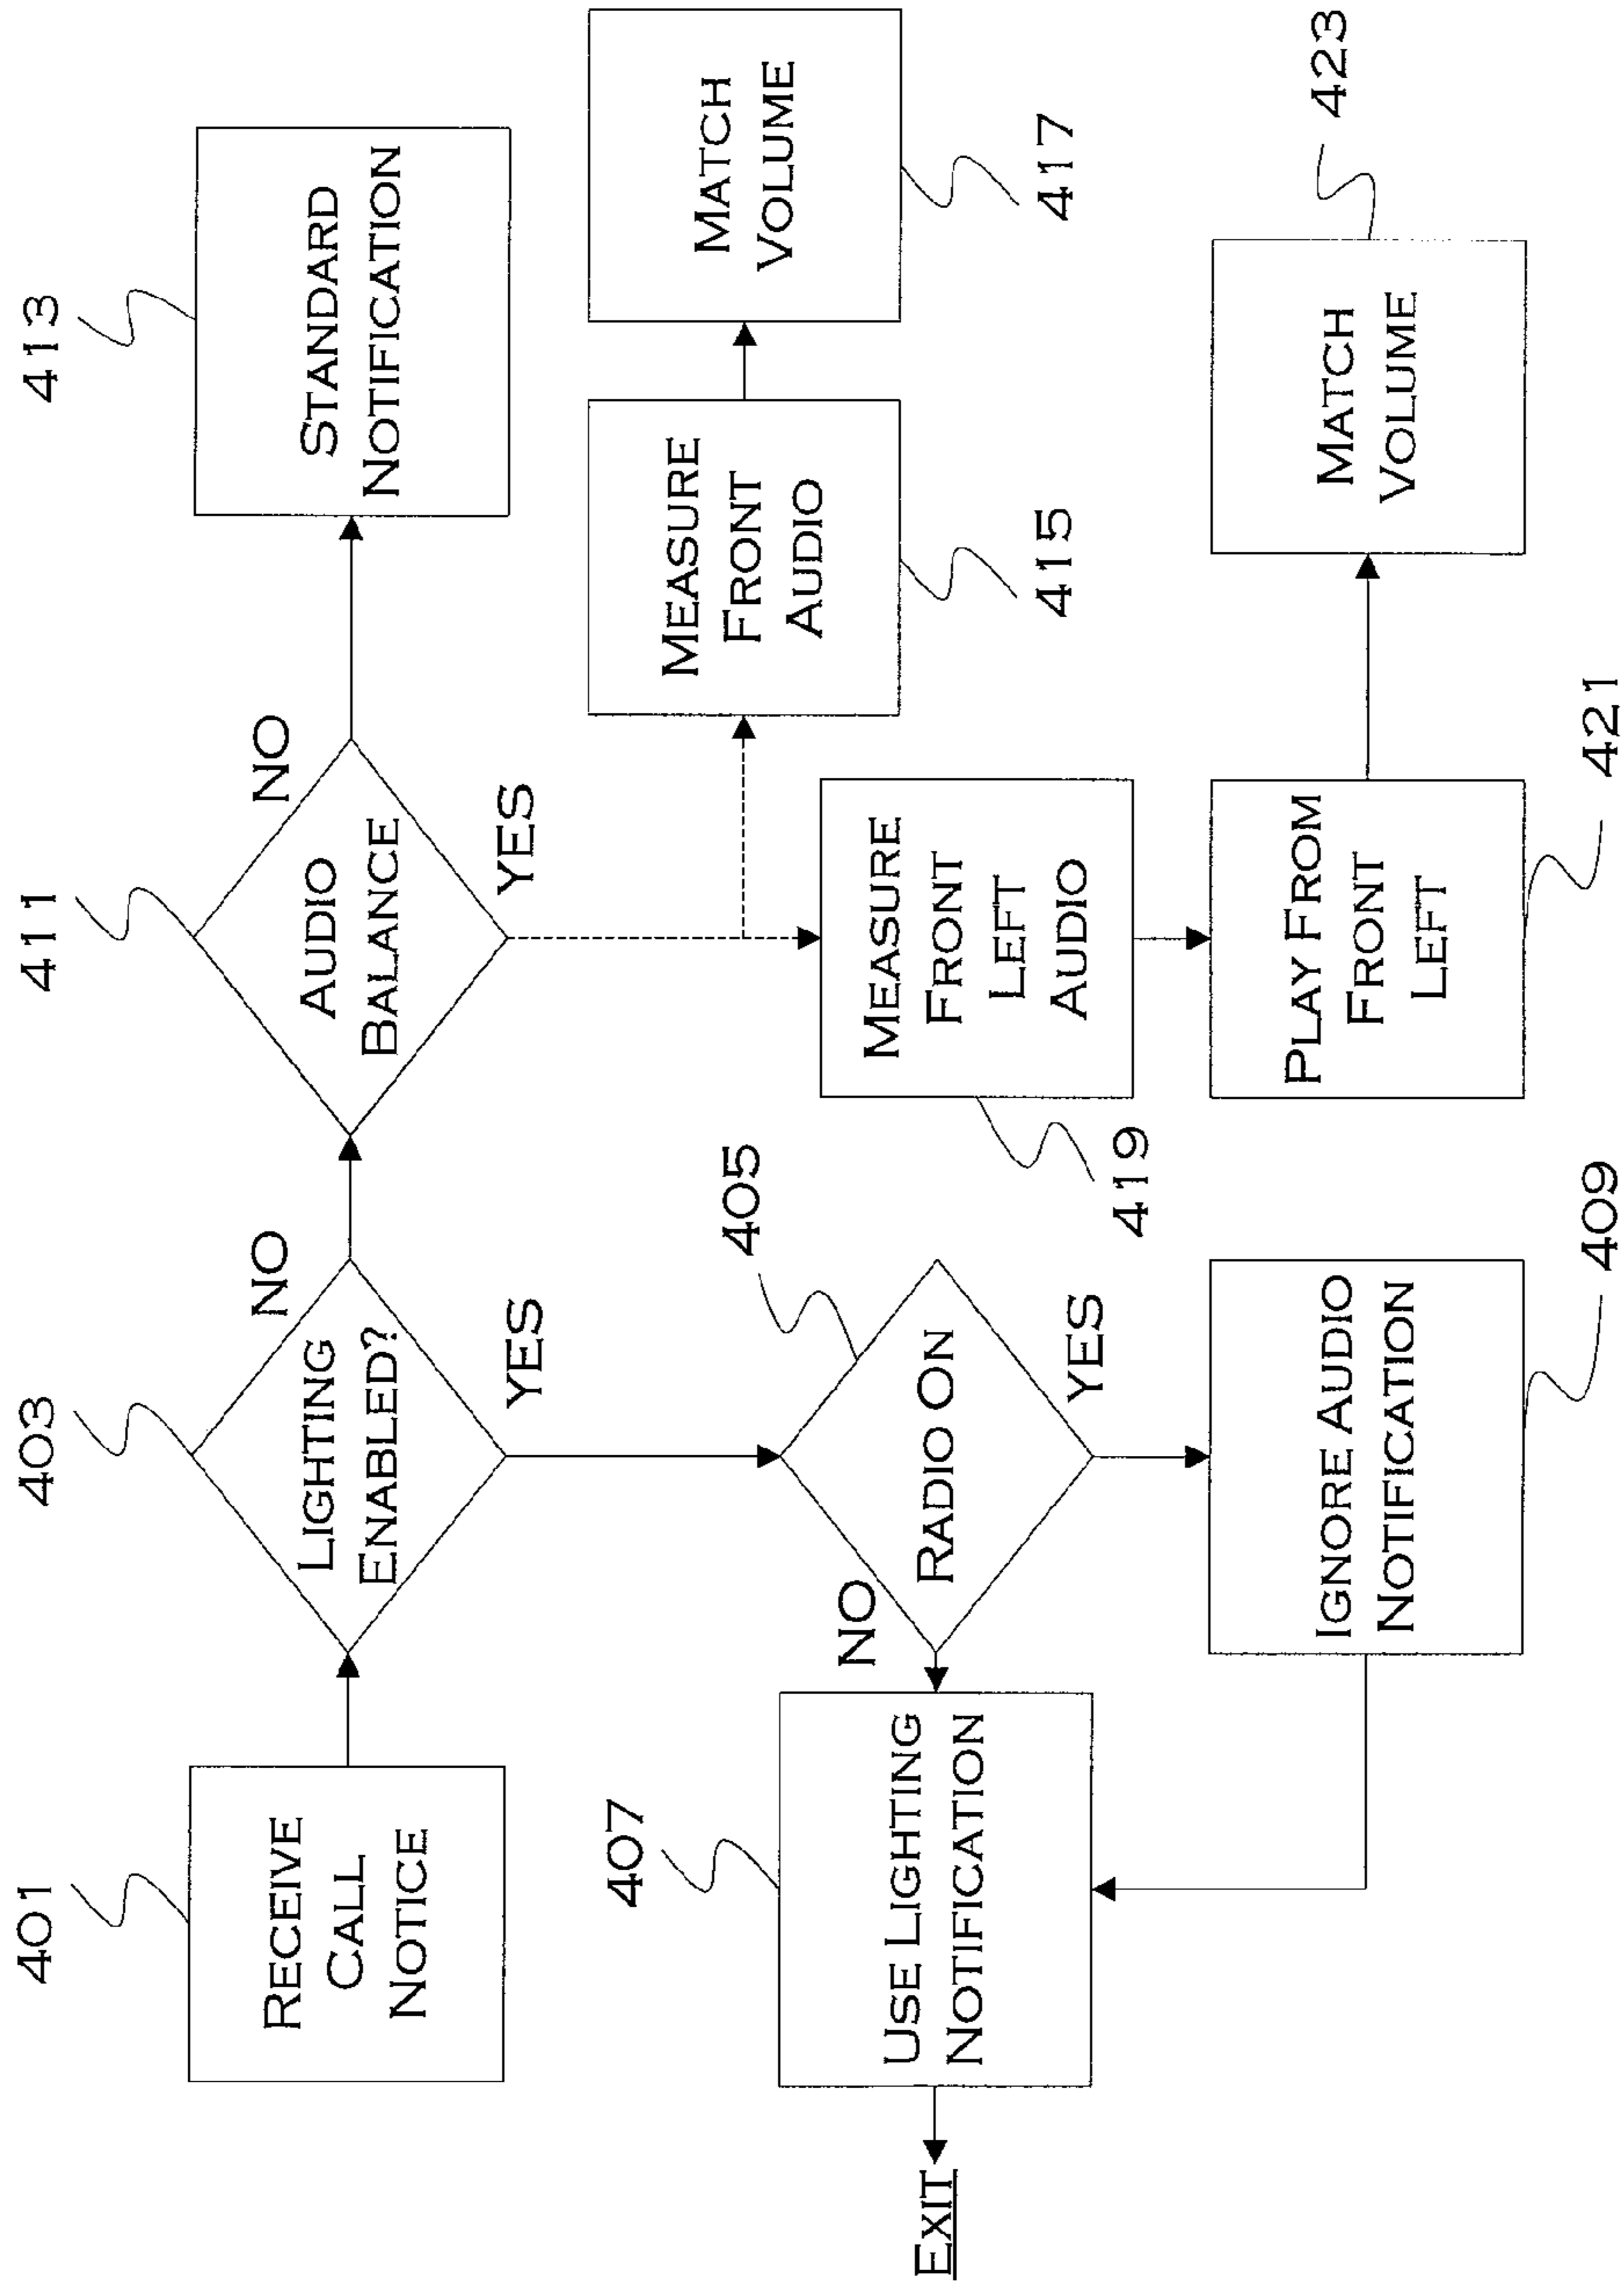 401
RECEIVE
CALL
NOTICE
403
LIGHTING
ENABLED?
NO
YES
411
AUDIO
BALANCE
NO
YES
413
STANDARD
NOTIFICATION
405
RADIO ON
NO
YES
407
USE LIGHTING
NOTIFICATION
EXIT
409
IGNORE AUDIO
NOTIFICATION
415
MEASURE
FRONT
AUDIO
417
MATCH
VOLUME
419
MEASURE
FRONT
LEFT
AUDIO
421
PLAY FROM
FRONT
LEFT
423
MATCH
VOLUME